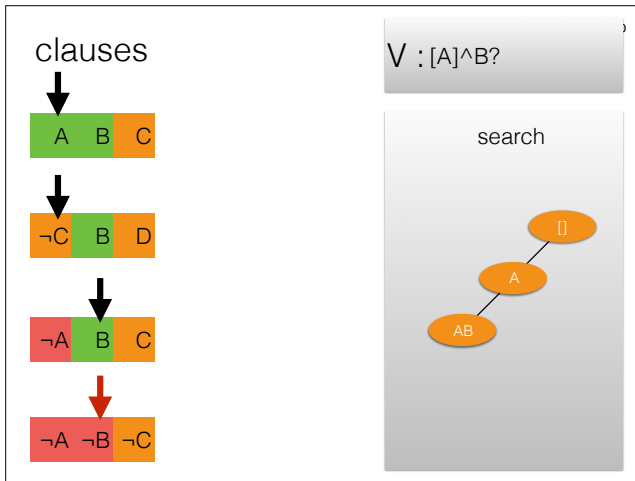 clauses
V : [A]^B?
A B C
search
¬C B D
[]
A
¬A B C
AB
¬A ¬B ¬C